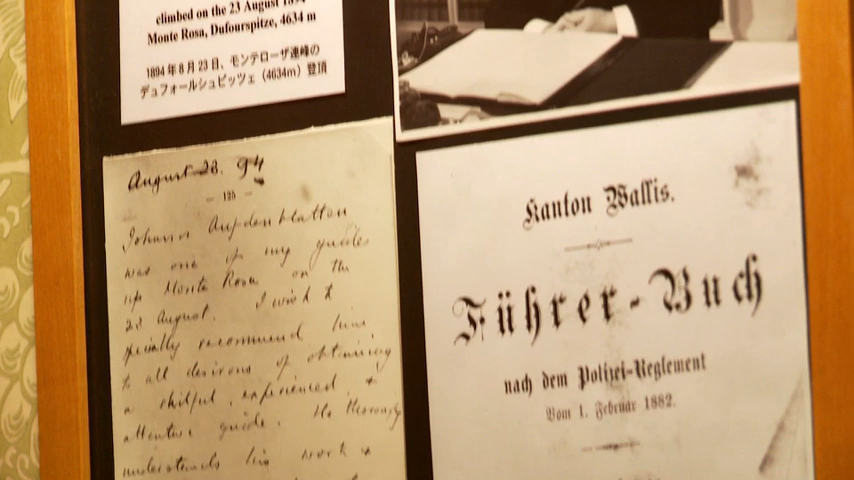 climbed on the 23 August 1894
Monte Rosa, Dufourspitze, 4634 m
1894年8月23日、モンテローザ連峰の
デュフォールシュピッツェ（4634m）登頂
August 23. 94
— 125 —
Johann Aufdenblatten
was one of my guides
up Monte Rosa on the
23 August. I wish to
specially recommend him
to all desirous of obtaining
a skilful, experienced &
attentive guide. He thoroughly
understands his work &
Kanton Wallis.
Führer-Buch
nach dem Polizei-Reglement
Vom 1. Februar 1882.